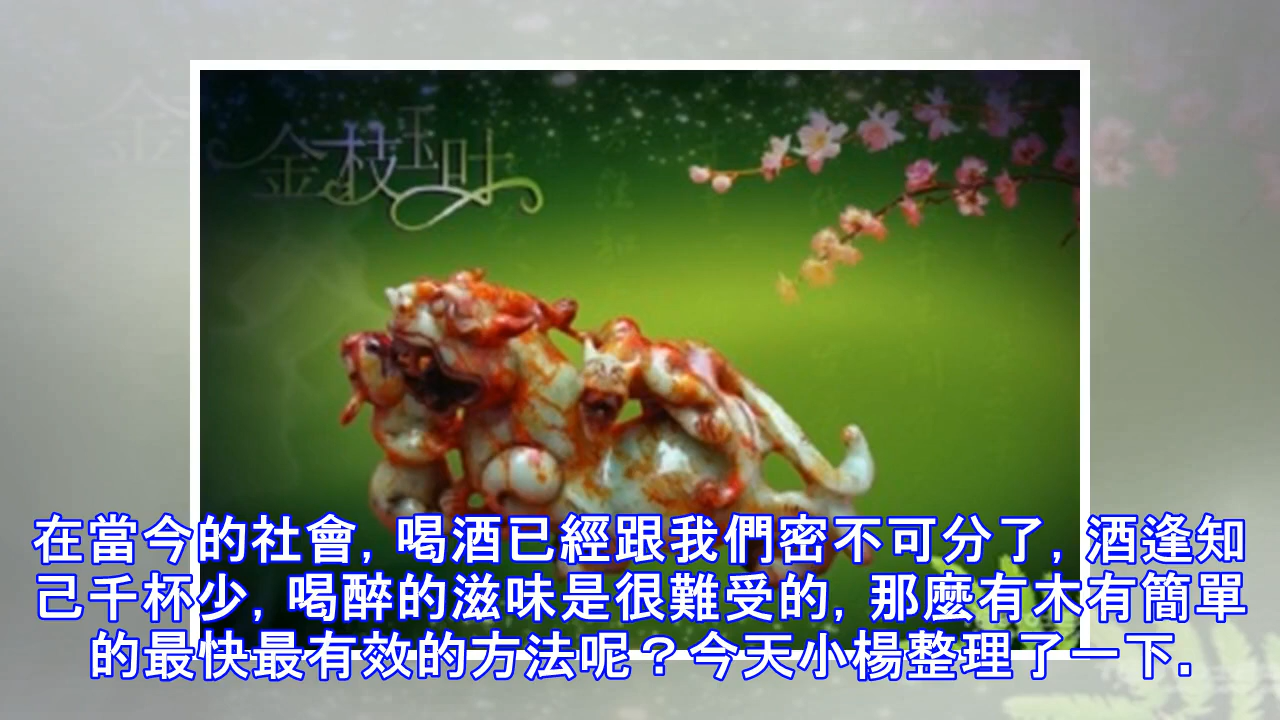 金枝玉叶
在當今的社會, 喝酒已經跟我們密不可分了, 酒逢知
己千杯少, 喝醉的滋味是很難受的, 那麼有木有簡單
的最快最有效的方法呢？今天小楊整理了一下.